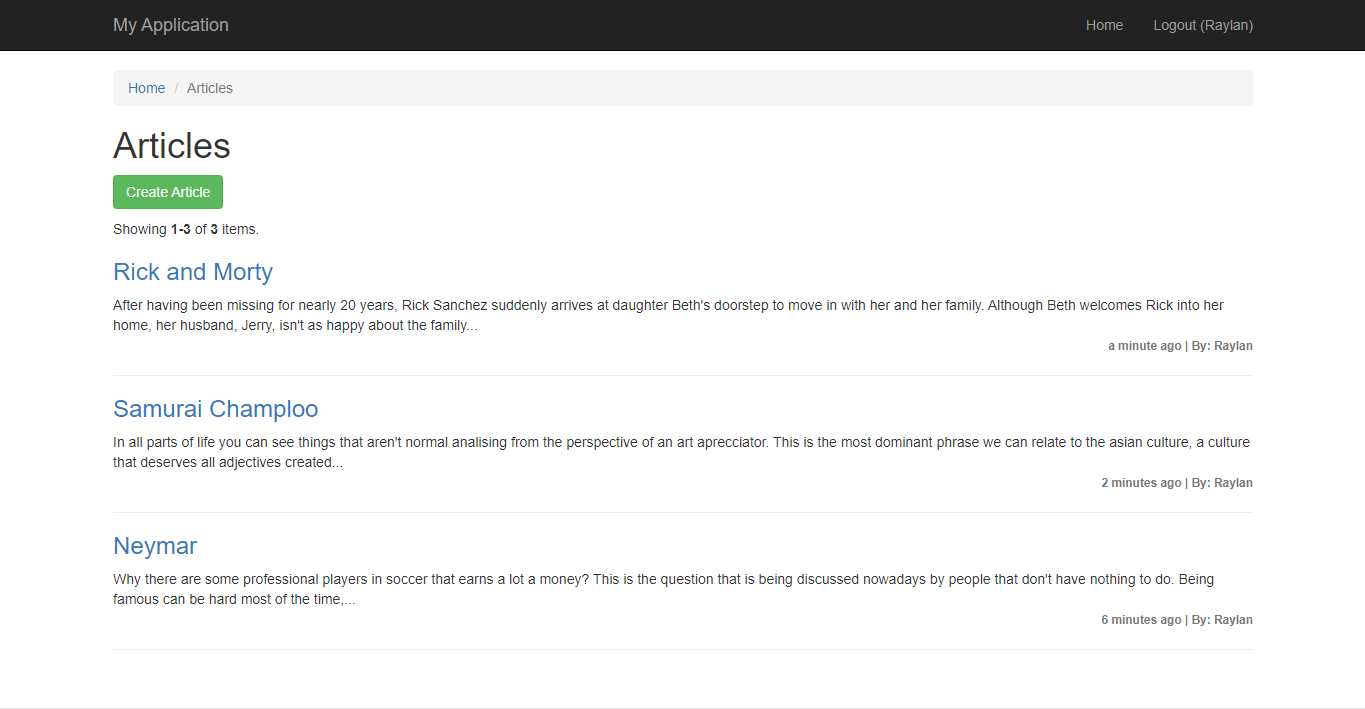 My Application Home Logout (Raylan)
Home / Articles
Articles
Create Article
Showing 1-3 of 3 items.
Rick and Morty
After having been missing for nearly 20 years, Rick Sanchez suddenly arrives at daughter Beth's doorstep to move in with her and her family. Although Beth welcomes Rick into her
home, her husband, Jerry, isn't as happy about the family...
a minute ago | By: Raylan
Samurai Champloo
In all parts of life you can see things that aren't normal analising from the perspective of an art aprecciator. This is the most dominant phrase we can relate to the asian culture, a culture
that deserves all adjectives created...
2 minutes ago | By: Raylan
Neymar
Why there are some professional players in soccer that earns a lot a money? This is the question that is being discussed nowadays by people that don't have nothing to do. Being
famous can be hard most of the time,...
6 minutes ago | By: Raylan